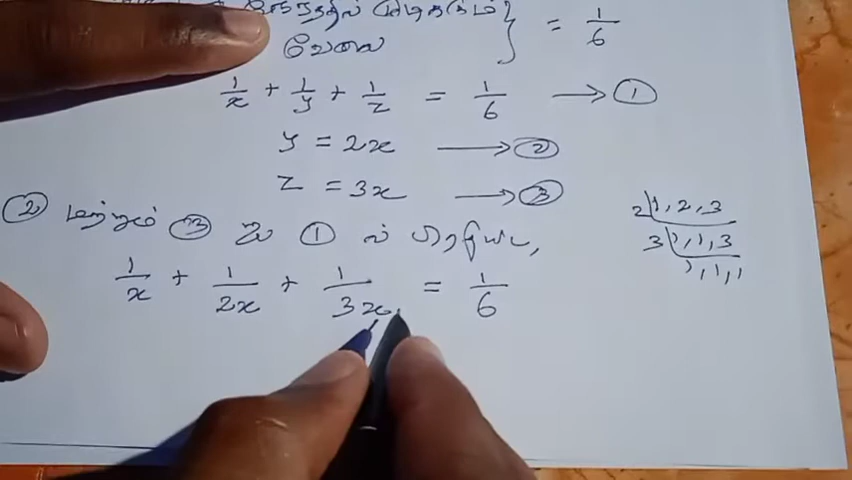 வேலை } = 1/6
1/x + 1/y + 1/z = 1/6 → ①
y = 2x → ②
z = 3x → ③
② மற்றும் ③ ஐ ① ல் பிரதியிட,
1/x + 1/2x + 1/3x = 1/6
2 | 1, 2, 3
3 | 1, 1, 3
1, 1, 1